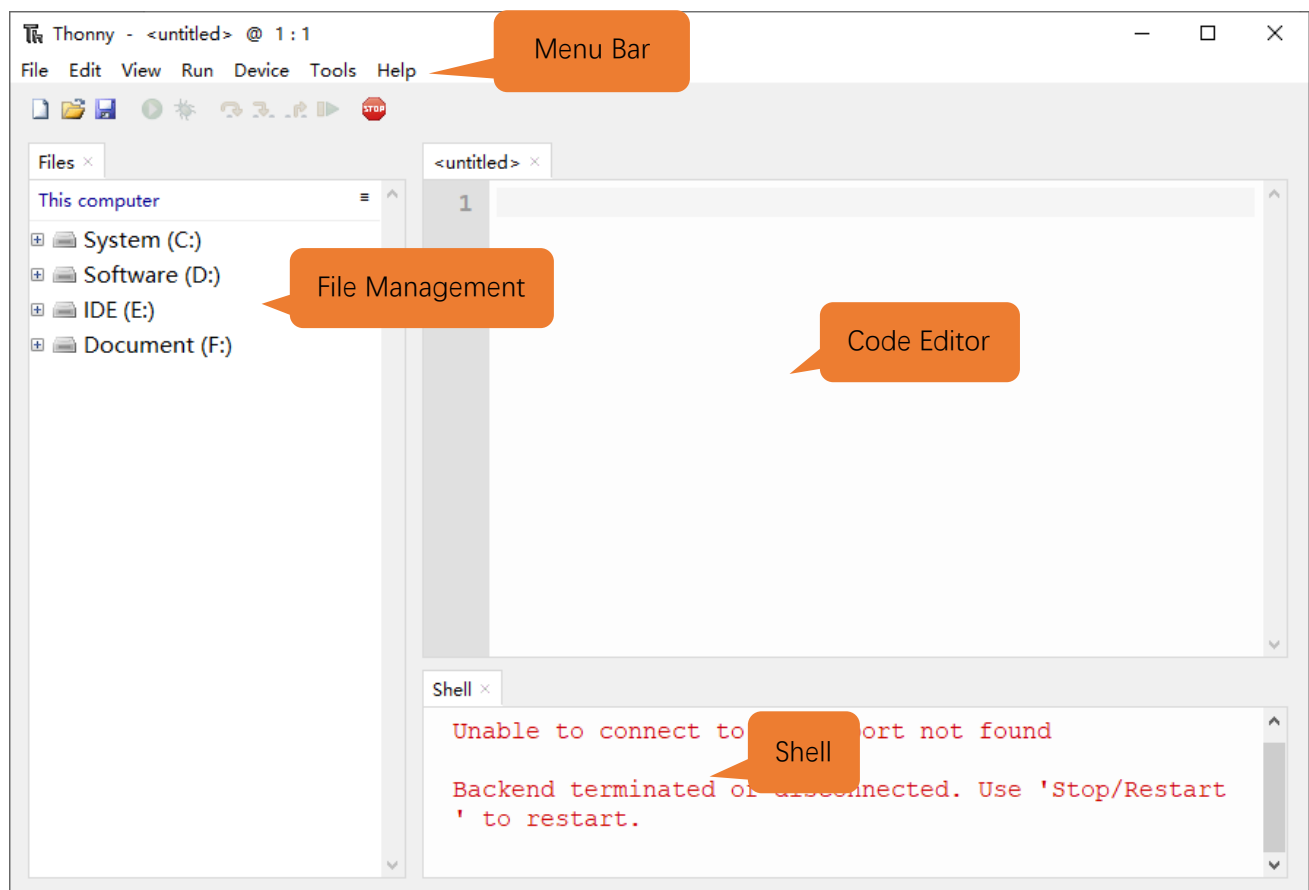 Thonny - <untitled> @ 1 : 1
Menu Bar
File Edit View Run Device Tools Help
STOP
Files
<untitled>
This computer
1
System (C:)
Software (D:)
IDE (E:)
Document (F:)
File Management
Code Editor
Shell
Unable to connect to ort not found
Shell
Backend terminated or disconnected. Use 'Stop/Restart
' to restart.